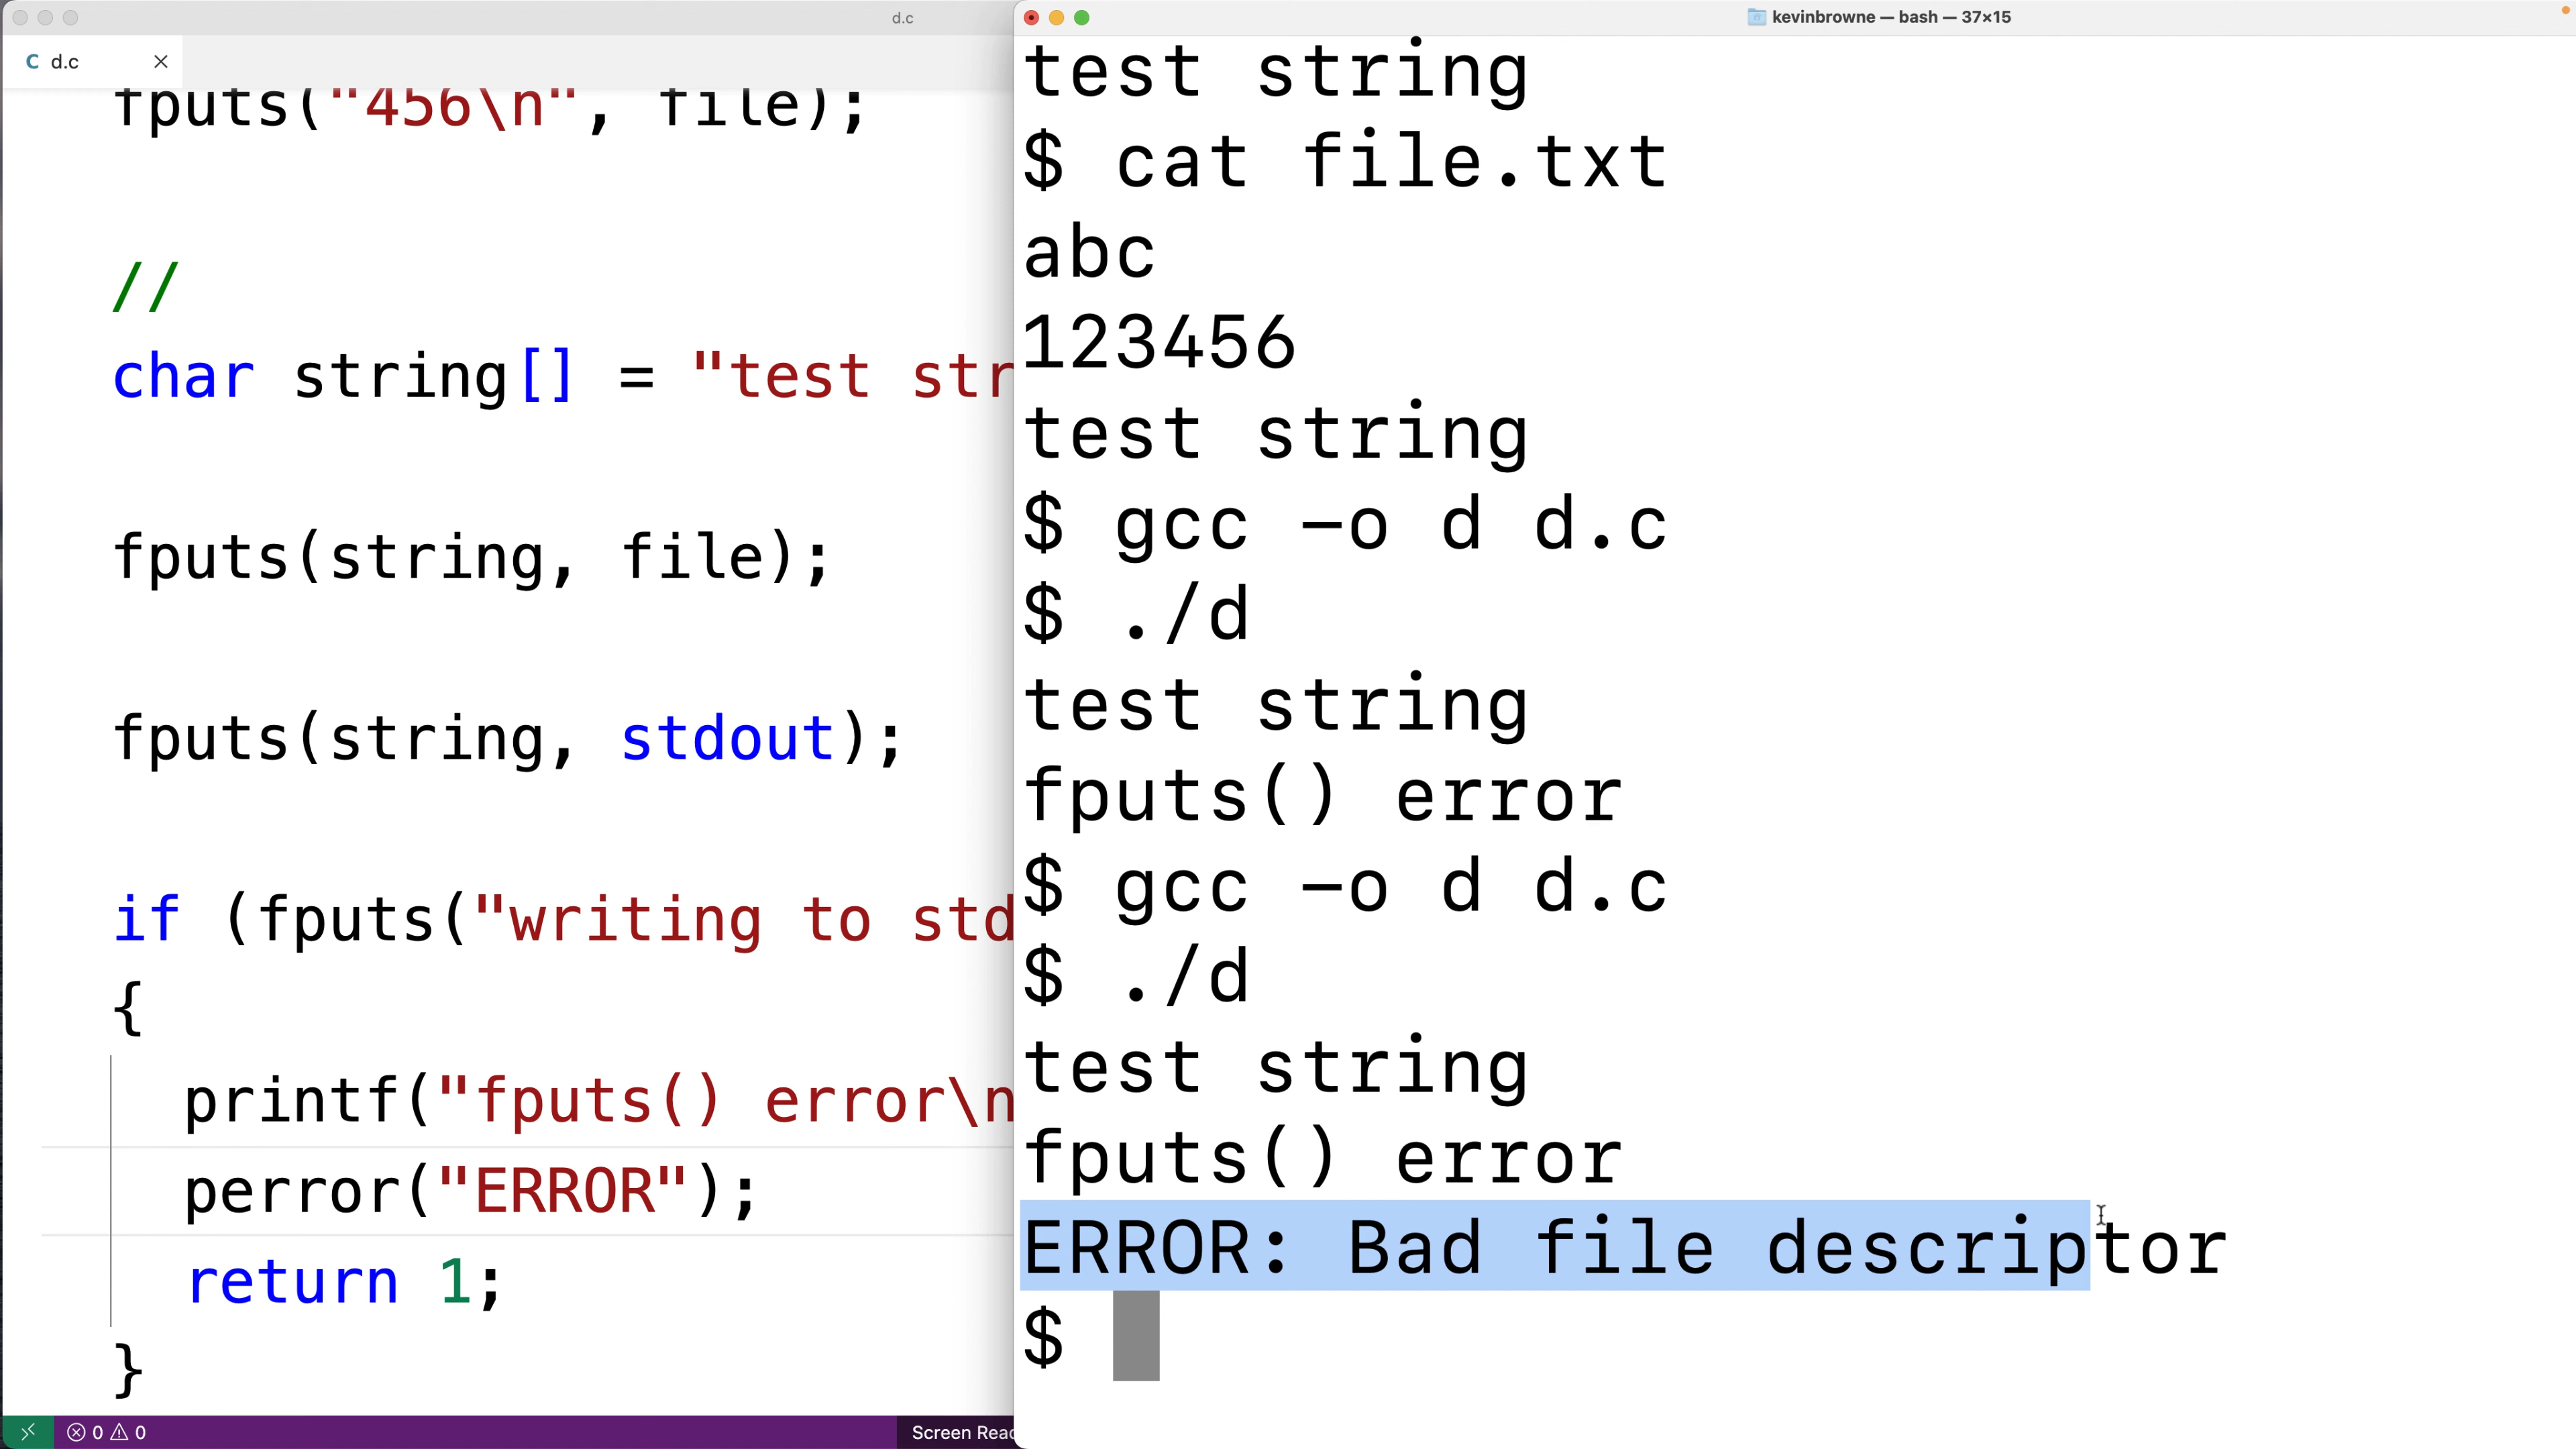 d.c
C d.c
fputs("456\n", file);
//
char string[] = "test str
fputs(string, file);
fputs(string, stdout);
if (fputs("writing to std
{
printf("fputs() error\n
perror("ERROR");
return 1;
}
0 0
Screen Read
kevinbrowne — bash — 37×15
test string
$ cat file.txt
abc
123456
test string
$ gcc -o d d.c
$ ./d
test string
fputs() error
$ gcc -o d d.c
$ ./d
test string
fputs() error
ERROR: Bad file descriptor
$